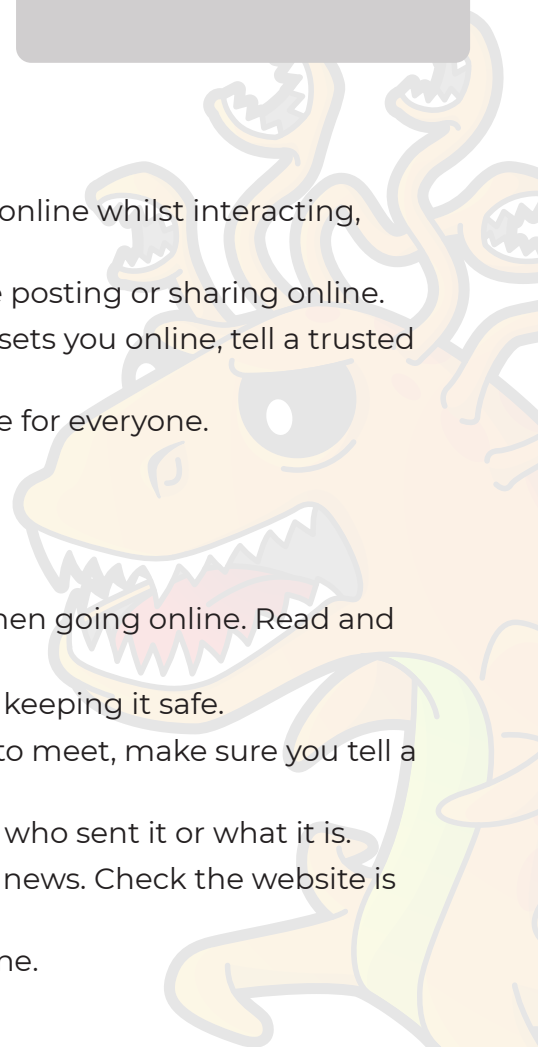 online whilst interacting,
posting or sharing online.
sets you online, tell a trusted
e for everyone.
hen going online. Read and
keeping it safe.
to meet, make sure you tell a
who sent it or what it is.
news. Check the website is
ne.